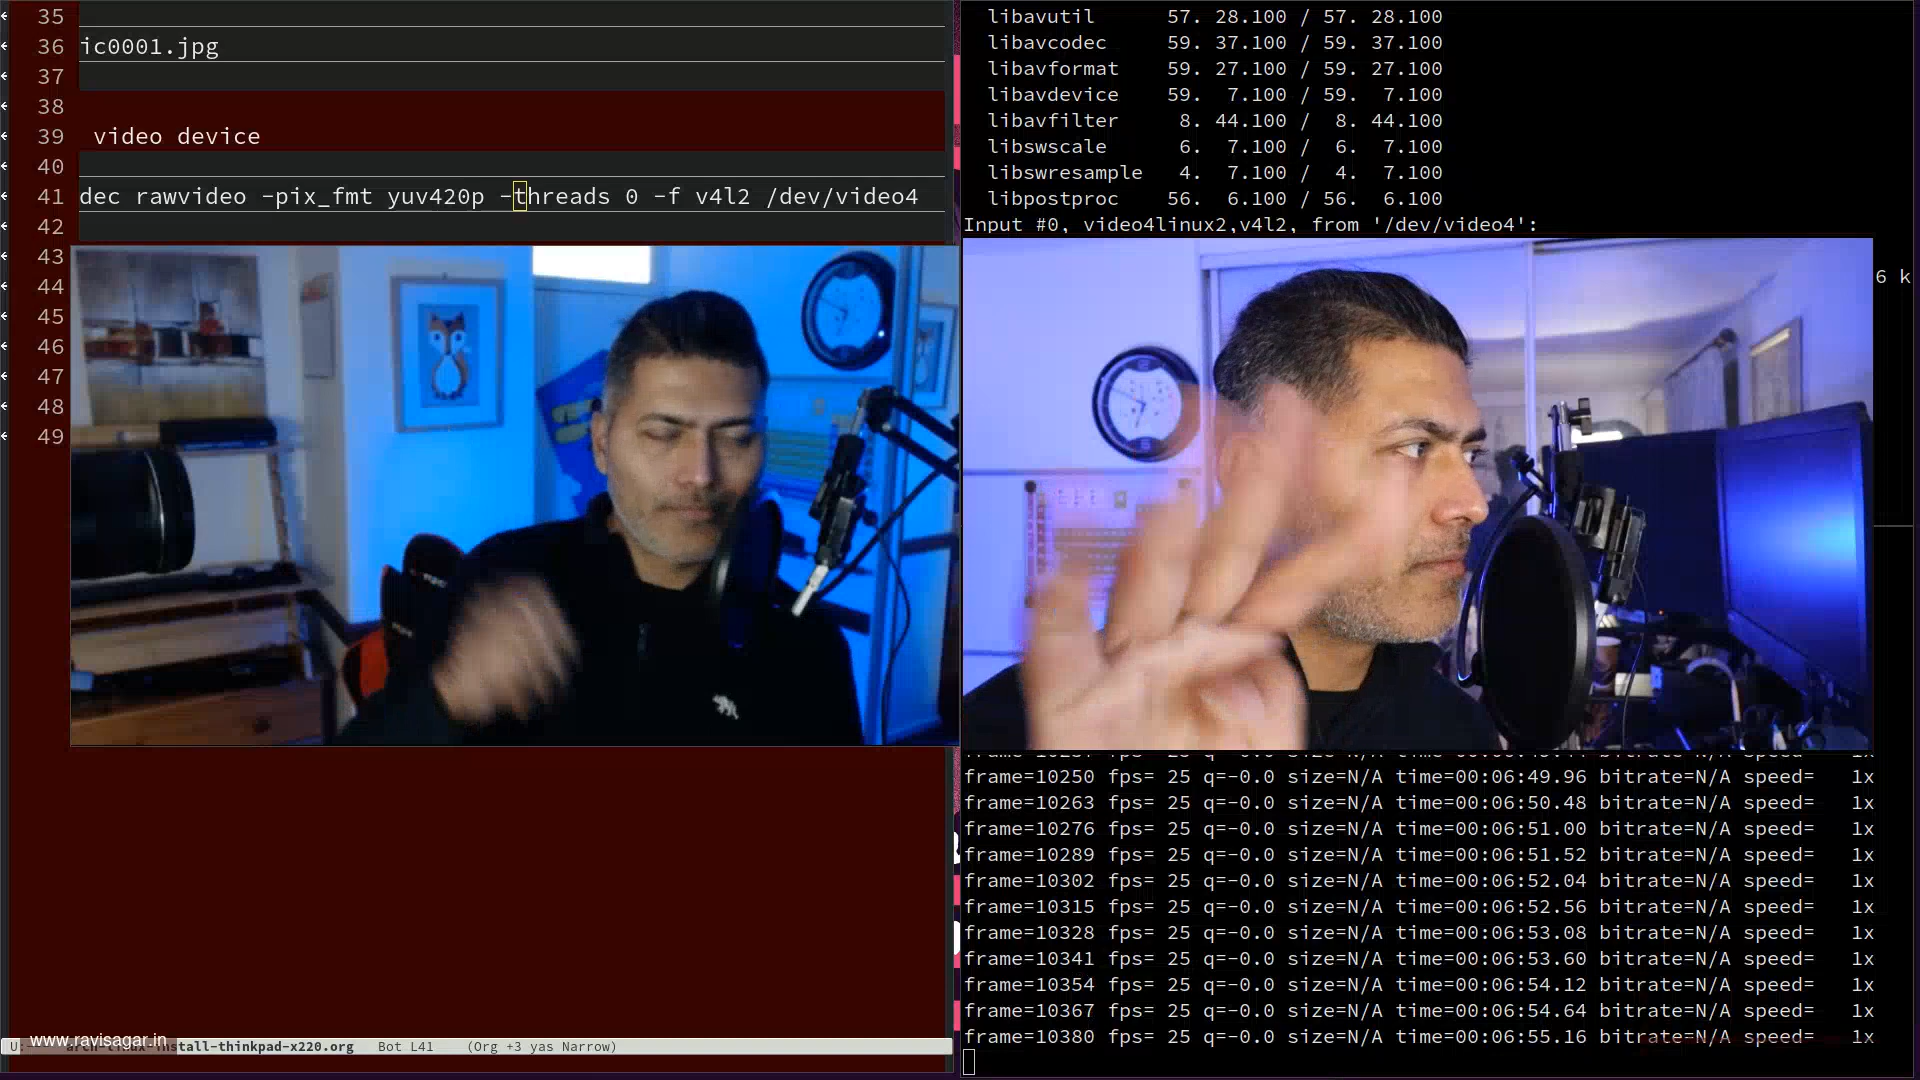 35
36 ic0001.jpg
37
38
39 video device
40
41 dec rawvideo -pix_fmt yuv420p -threads 0 -f v4l2 /dev/video4
42
43
44
45
46
47
48
49
www.ravisagar.in
U: install-thinkpad-x220.org Bot L41 (Org +3 yas Narrow)
libavutil 57. 28.100 / 57. 28.100
libavcodec 59. 37.100 / 59. 37.100
libavformat 59. 27.100 / 59. 27.100
libavdevice 59. 7.100 / 59. 7.100
libavfilter 8. 44.100 / 8. 44.100
libswscale 6. 7.100 / 6. 7.100
libswresample 4. 7.100 / 4. 7.100
libpostproc 56. 6.100 / 56. 6.100
Input #0, video4linux2,v4l2, from '/dev/video4':
6 k
frame=10250 fps= 25 q=-0.0 size=N/A time=00:06:49.96 bitrate=N/A speed= 1x
frame=10263 fps= 25 q=-0.0 size=N/A time=00:06:50.48 bitrate=N/A speed= 1x
frame=10276 fps= 25 q=-0.0 size=N/A time=00:06:51.00 bitrate=N/A speed= 1x
frame=10289 fps= 25 q=-0.0 size=N/A time=00:06:51.52 bitrate=N/A speed= 1x
frame=10302 fps= 25 q=-0.0 size=N/A time=00:06:52.04 bitrate=N/A speed= 1x
frame=10315 fps= 25 q=-0.0 size=N/A time=00:06:52.56 bitrate=N/A speed= 1x
frame=10328 fps= 25 q=-0.0 size=N/A time=00:06:53.08 bitrate=N/A speed= 1x
frame=10341 fps= 25 q=-0.0 size=N/A time=00:06:53.60 bitrate=N/A speed= 1x
frame=10354 fps= 25 q=-0.0 size=N/A time=00:06:54.12 bitrate=N/A speed= 1x
frame=10367 fps= 25 q=-0.0 size=N/A time=00:06:54.64 bitrate=N/A speed= 1x
frame=10380 fps= 25 q=-0.0 size=N/A time=00:06:55.16 bitrate=N/A speed= 1x